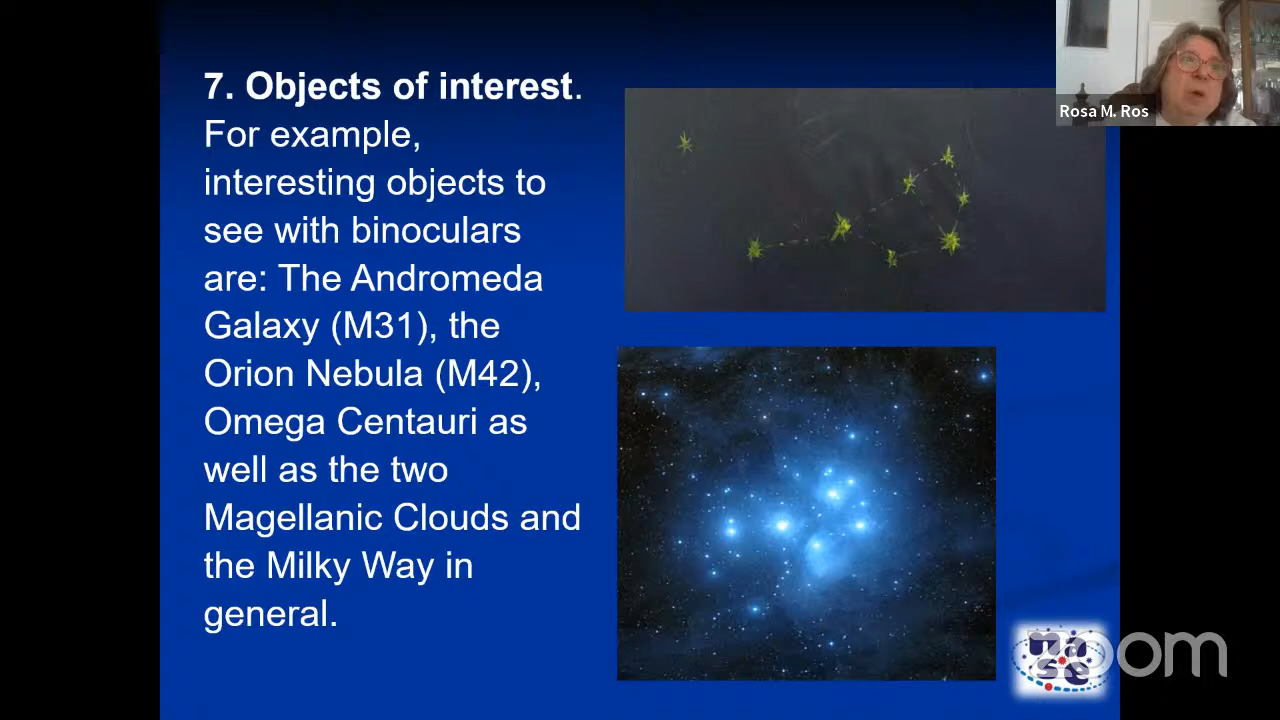 7. Objects of interest.
For example,
interesting objects to
see with binoculars
are: The Andromeda
Galaxy (M31), the
Orion Nebula (M42),
Omega Centauri as
well as the two
Magellanic Clouds and
the Milky Way in
general.
Rosa M. Ros
zoom